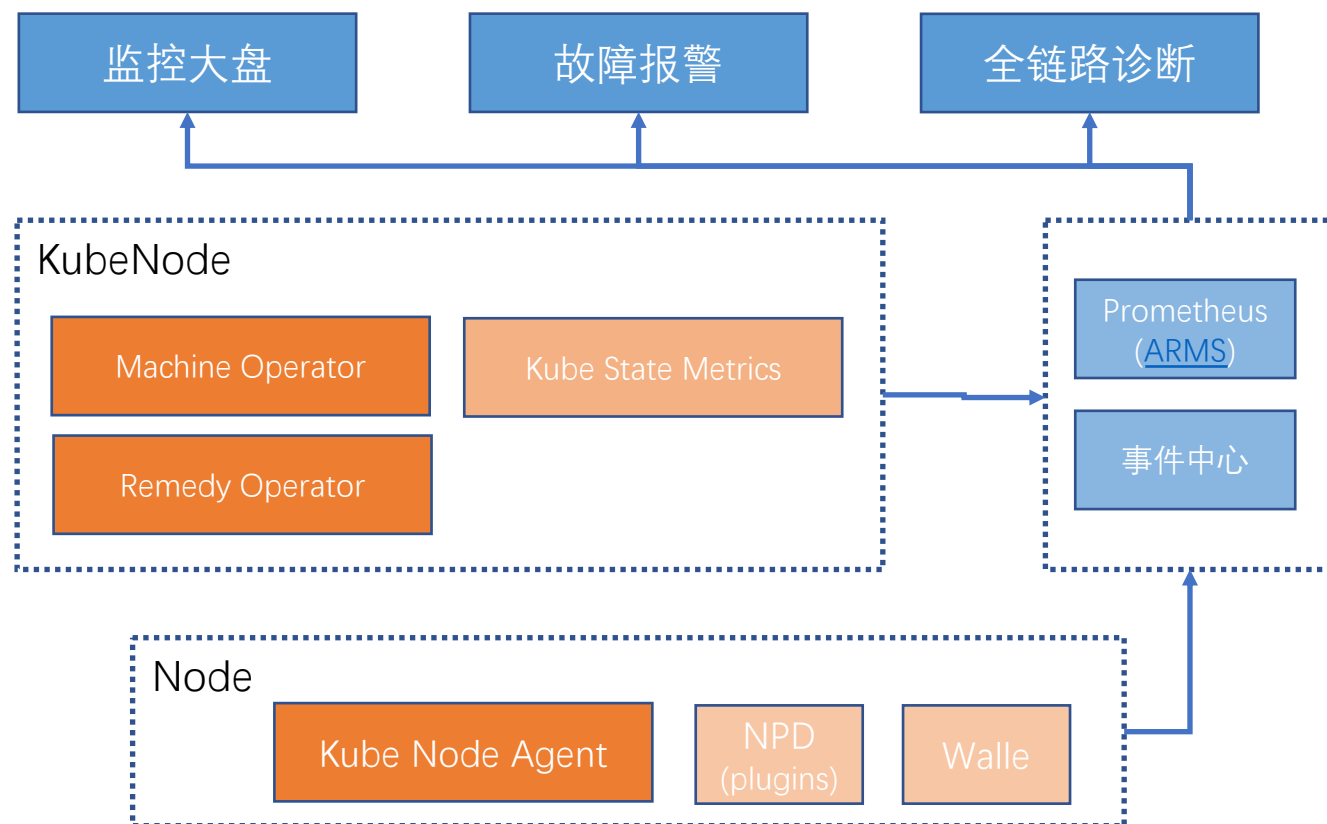 监控大盘
故障报警
全链路诊断
KubeNode
Machine Operator
Kube State Metrics
Remedy Operator
Prometheus
(ARMS)
事件中心
Node
Kube Node Agent
NPD
(plugins)
Walle